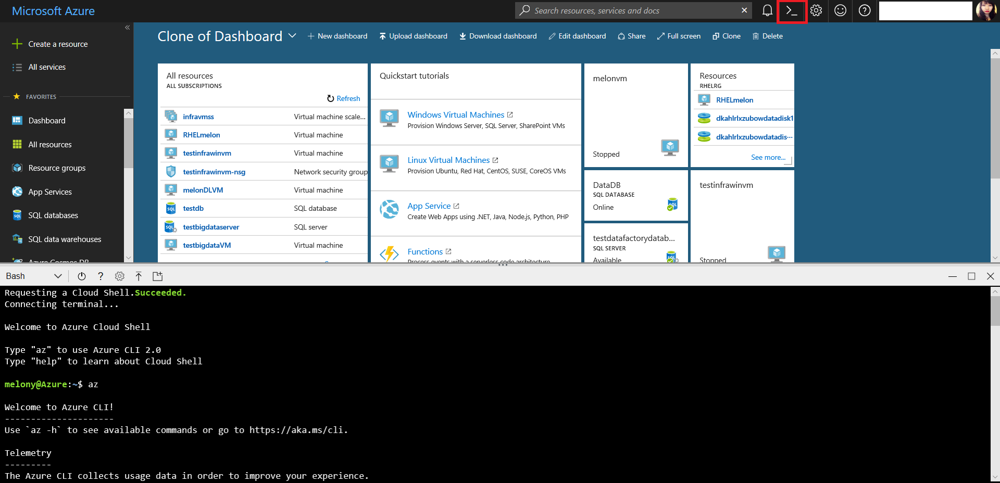 Microsoft Azure
Search resources, services and docs
Create a resource
All services
FAVORITES
Dashboard
All resources
Resource groups
App Services
SQL databases
SQL data warehouses
Azure Cosmos DB
Clone of Dashboard
New dashboard
Upload dashboard
Download dashboard
Edit dashboard
Share
Full screen
Clone
Delete
All resources
ALL SUBSCRIPTIONS
Refresh
infravmss Virtual machine scale...
RHELmelon Virtual machine
testinfrawinvm Virtual machine
testinfrawinvm-nsg Network security group
melonDLVM Virtual machine
testdb SQL database
testbigdataserver SQL server
testbigdataVM Virtual machine
Quickstart tutorials
Windows Virtual Machines
Provision Windows Server, SQL Server, SharePoint VMs
Linux Virtual Machines
Provision Ubuntu, Red Hat, CentOS, SUSE, CoreOS VMs
App Service
Create Web Apps using .NET, Java, Node.js, Python, PHP
Functions
Process events with a serverless code architecture
melonvm
Stopped
DataDB
SQL DATABASE
Online
testdatafactorydatab...
SQL SERVER
Available
Resources
RHELRG
RHELmelon
dkahlrlxzubowdatadisk1
dkahlrlxzubowdatadis...
See more...
testinfrawinvm
Stopped
Bash
Requesting a Cloud Shell.Succeeded.
Connecting terminal...
Welcome to Azure Cloud Shell
Type "az" to use Azure CLI 2.0
Type "help" to learn about Cloud Shell
melony@Azure:~$ az
Welcome to Azure CLI!
---------------------
Use `az -h` to see available commands or go to https://aka.ms/cli.
Telemetry
---------
The Azure CLI collects usage data in order to improve your experience.